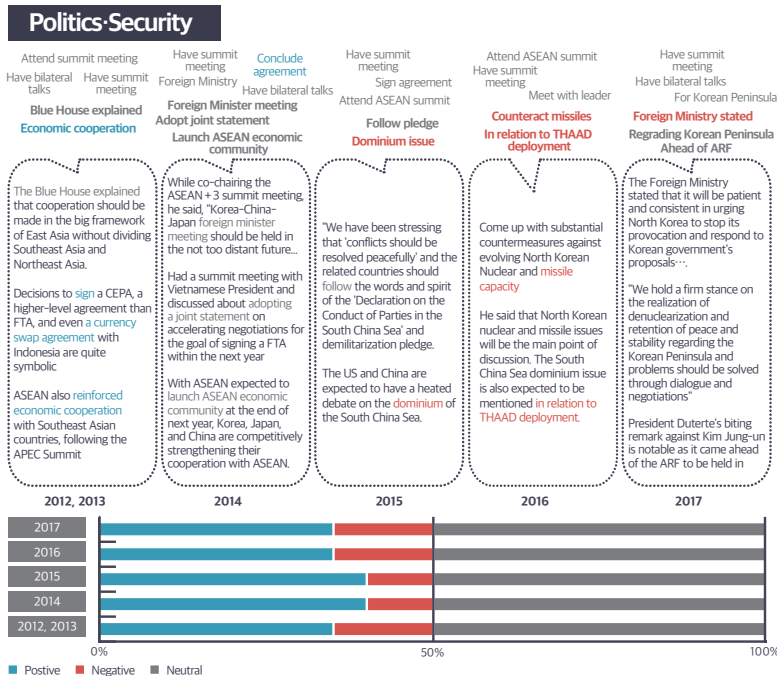 Politics·Security
Attend summit meeting
Have bilateral talks
Have summit meeting
Blue House explained
Economic cooperation
Have summit meeting
Conclude agreement
Foreign Ministry
Have bilateral talks
Foreign Minister meeting
Adopt joint statement
Launch ASEAN economic community
Have summit meeting
Sign agreement
Attend ASEAN summit
Follow pledge
Dominium issue
Attend ASEAN summit
Have summit meeting
Meet with leader
Counteract missiles
In relation to THAAD deployment
Have summit meeting
Have bilateral talks
For Korean Peninsula
Foreign Ministry stated
Regrading Korean Peninsula
Ahead of ARF
The Blue House explained
that cooperation should be
made in the big framework
of East Asia without dividing
Southeast Asia and
Northeast Asia.
Decisions to sign a CEPA, a
higher-level agreement than
FTA, and even a currency
swap agreement with
Indonesia are quite
symbolic
ASEAN also reinforced
economic cooperation
with Southeast Asian
countries, following the
APEC Summit
While co-chairing the
ASEAN+3 summit meeting,
he said, "Korea-China-
Japan foreign minister
meeting should be held in
the not too distant future...
Had a summit meeting with
Vietnamese President and
discussed about adopting
a joint statement on
accelerating negotiations for
the goal of signing a FTA
within the next year
With ASEAN expected to
launch ASEAN economic
community at the end of
next year, Korea, Japan,
and China are competitively
strengthening their
cooperation with ASEAN.
"We have been stressing
that 'conflicts should be
resolved peacefully' and the
related countries should
follow the words and spirit
of the 'Declaration on the
Conduct of Parties in the
South China Sea' and
demilitarization pledge.
The US and China are
expected to have a heated
debate on the dominium of
the South China Sea.
Come up with substantial
countermeasures against
evolving North Korean
Nuclear and missile
capacity
He said that North Korean
nuclear and missile issues
will be the main point of
discussion. The South
China Sea dominium issue
is also expected to be
mentioned in relation to
THAAD deployment.
The Foreign Ministry
stated that it will be patient
and consistent in urging
North Korea to stop its
provocation and respond to
Korean government's
proposals….
"We hold a firm stance on
the realization of
denuclearization and
retention of peace and
stability regarding the
Korean Peninsula and
problems should be solved
through dialogue and
negotiations"
President Duterte's biting
remark against Kim Jung-un
is notable as it came ahead
of the ARF to be held in
2012, 2013
2014
2015
2016
2017
2017
2016
2015
2014
2012, 2013
0%
50%
100%
Postive
Negative
Neutral